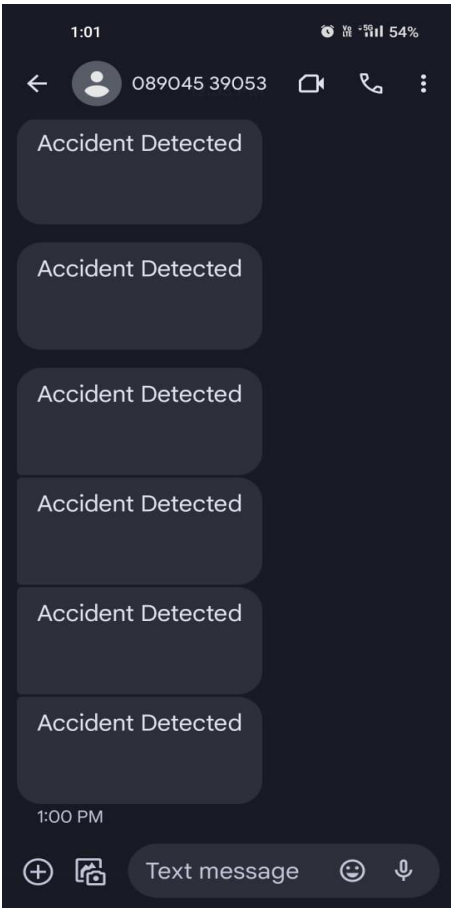 1:01
54%
089045 39053
Accident Detected
Accident Detected
Accident Detected
Accident Detected
Accident Detected
Accident Detected
1:00 PM
Text message